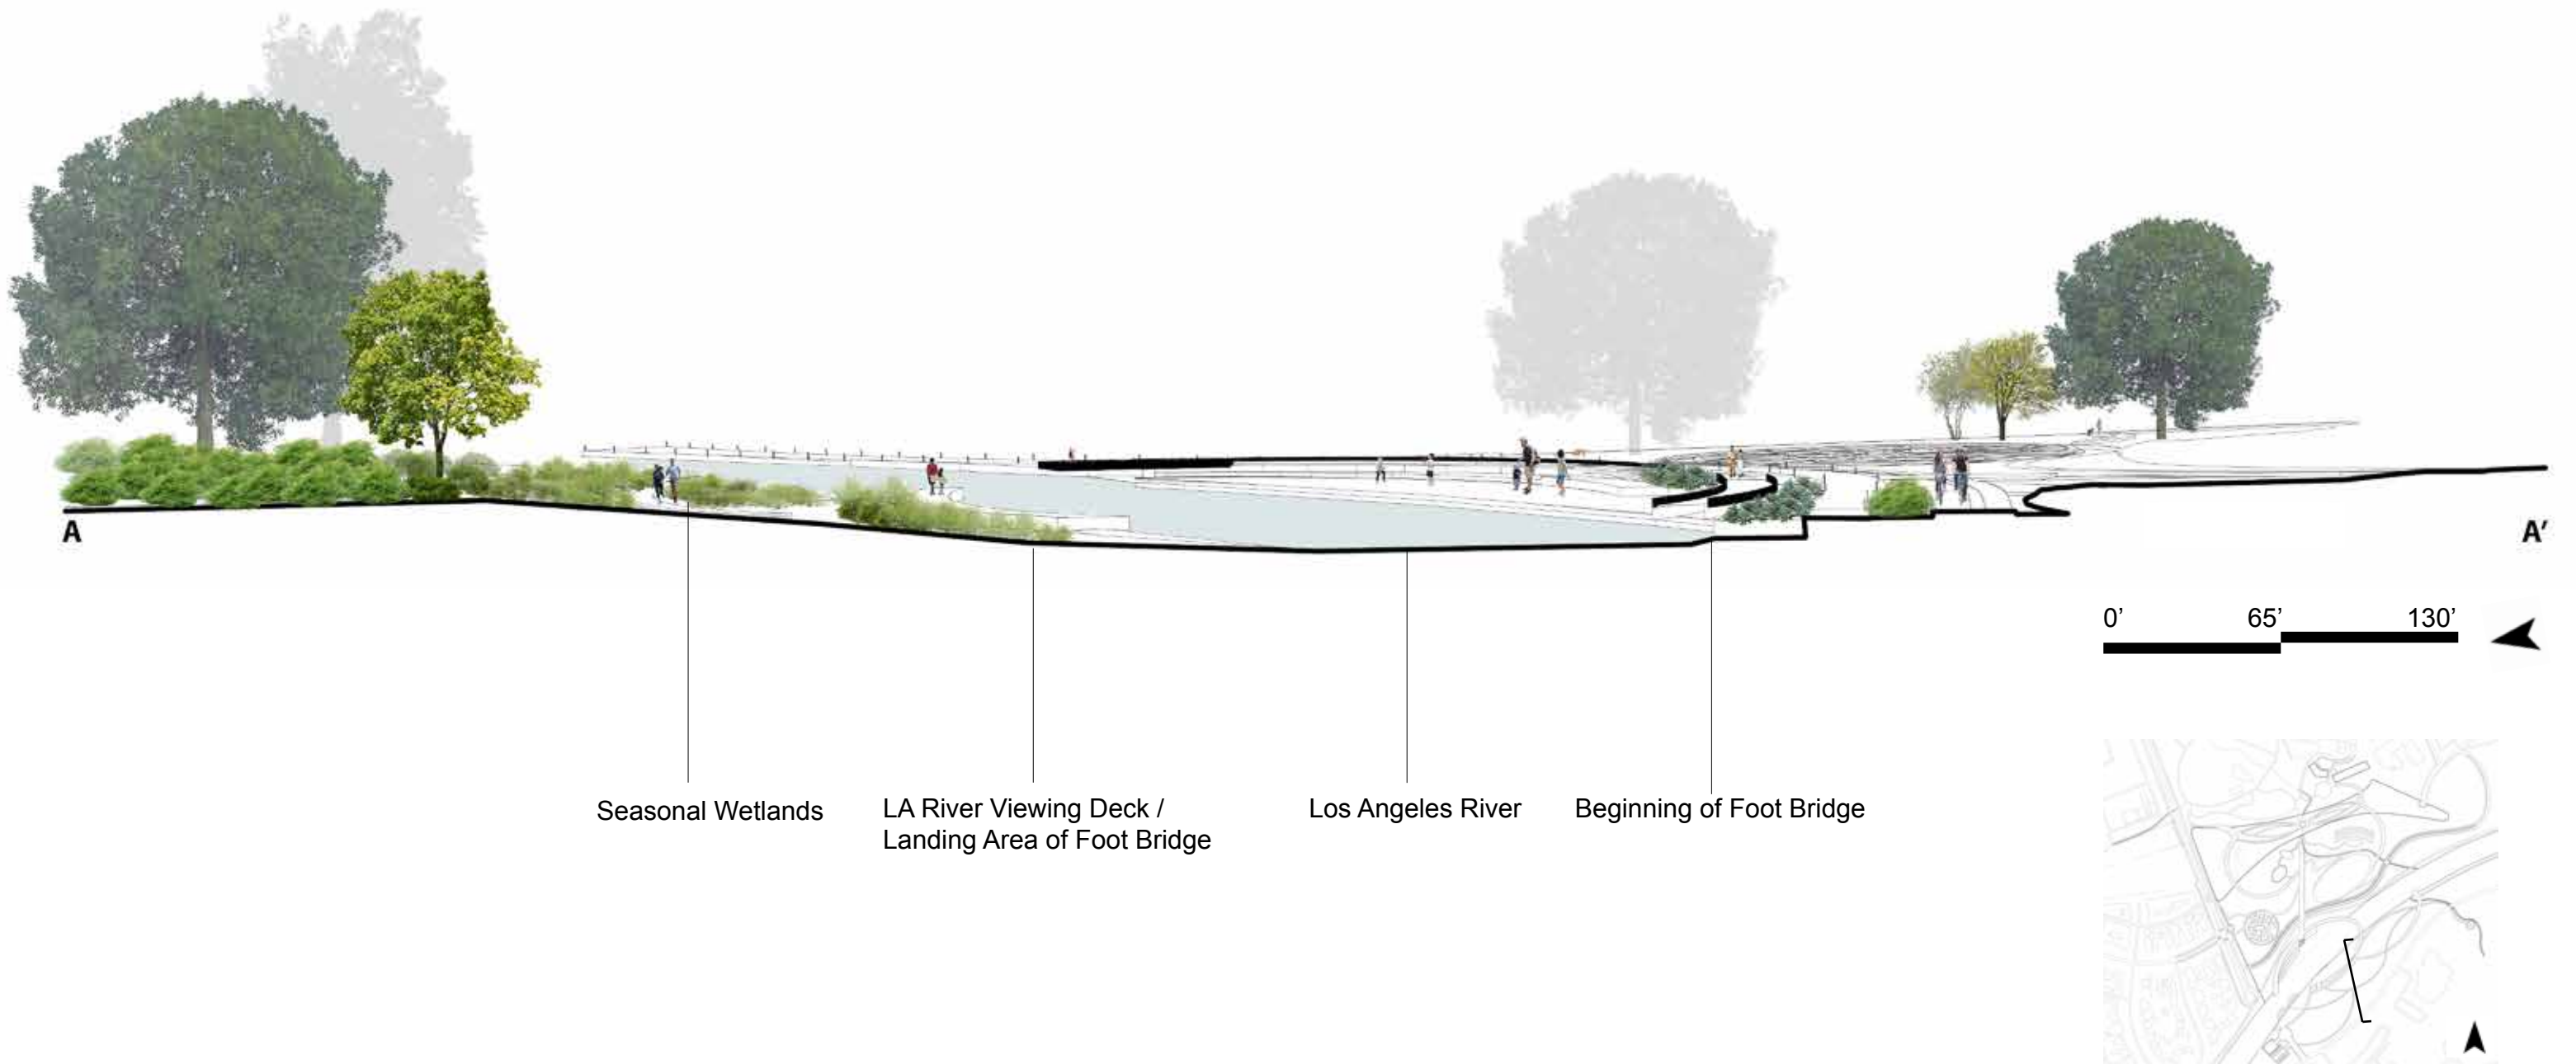 A
A’
0’ 65’ 130’
Seasonal Wetlands
LA River Viewing Deck /
Landing Area of Foot Bridge
Los Angeles River
Beginning of Foot Bridge